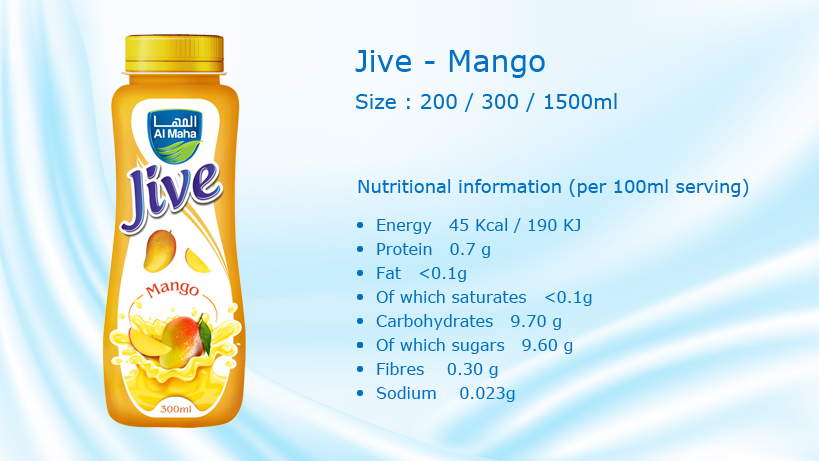 المها
Al Maha
Jive
Mango
300ml
Jive - Mango
Size : 200 / 300 / 1500ml
Nutritional information (per 100ml serving)
• Energy 45 Kcal / 190 KJ
• Protein 0.7 g
• Fat <0.1g
• Of which saturates <0.1g
• Carbohydrates 9.70 g
• Of which sugars 9.60 g
• Fibres 0.30 g
• Sodium 0.023g